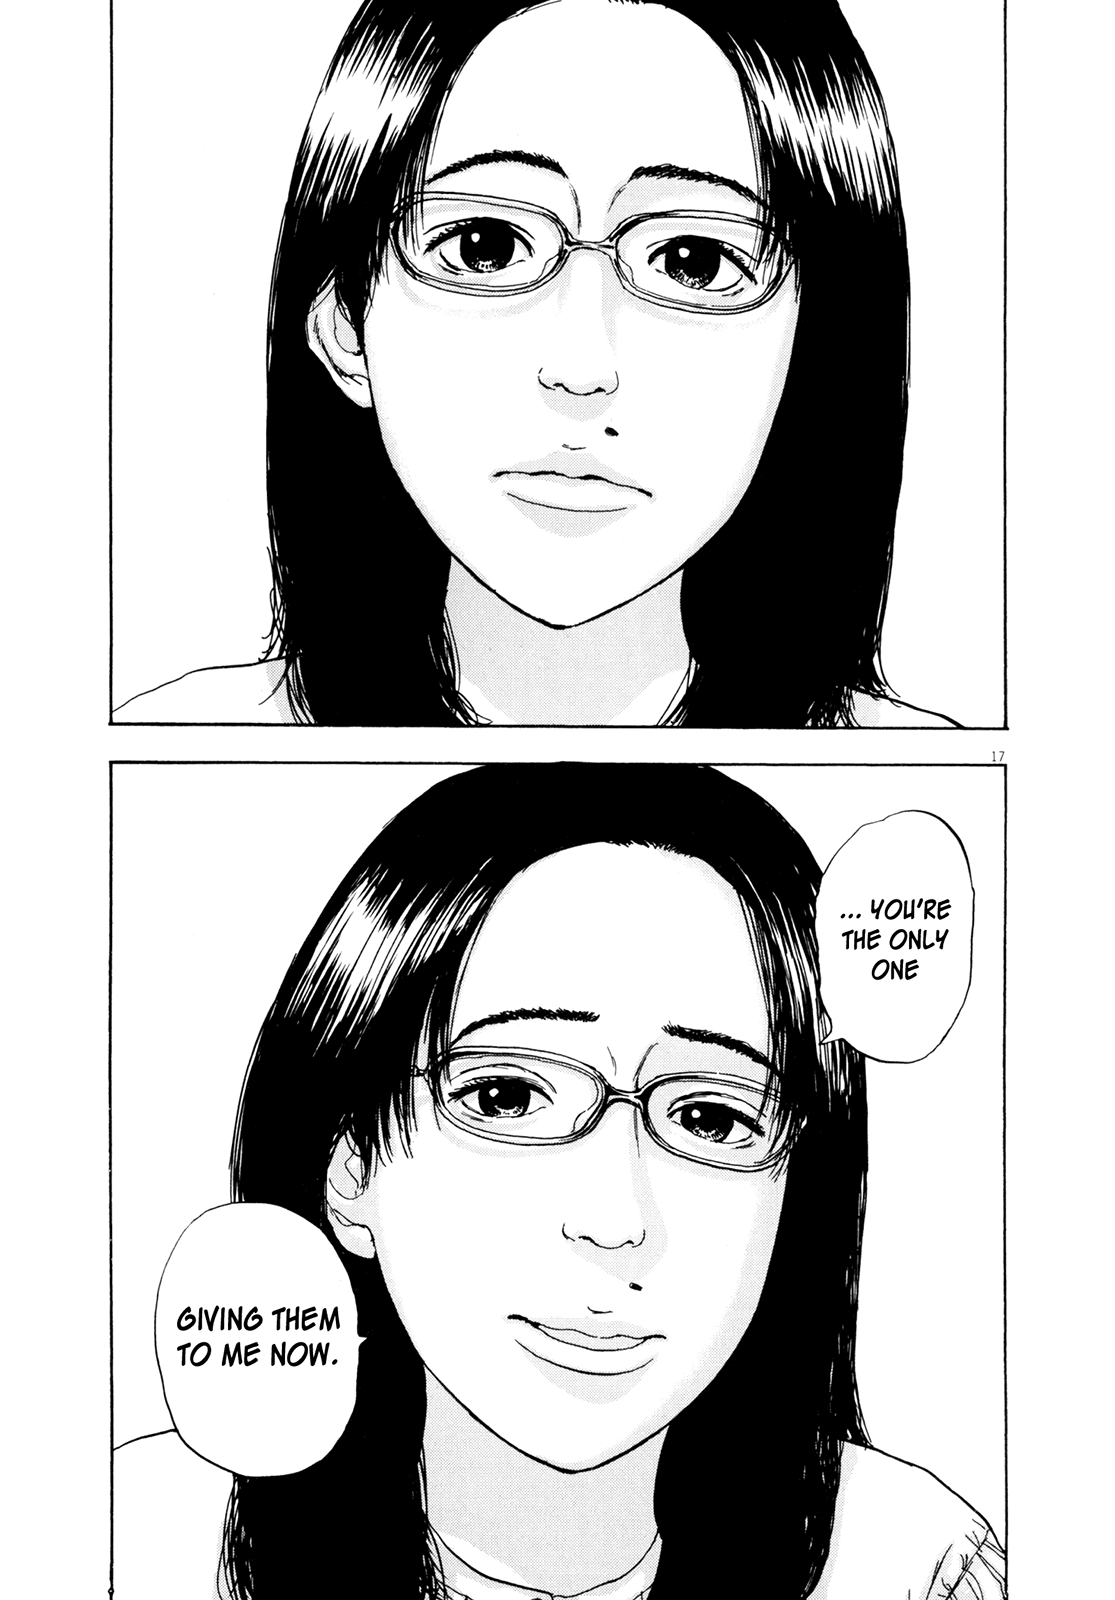 17
... YOU'RE
THE ONLY
ONE
GIVING THEM
TO ME NOW.